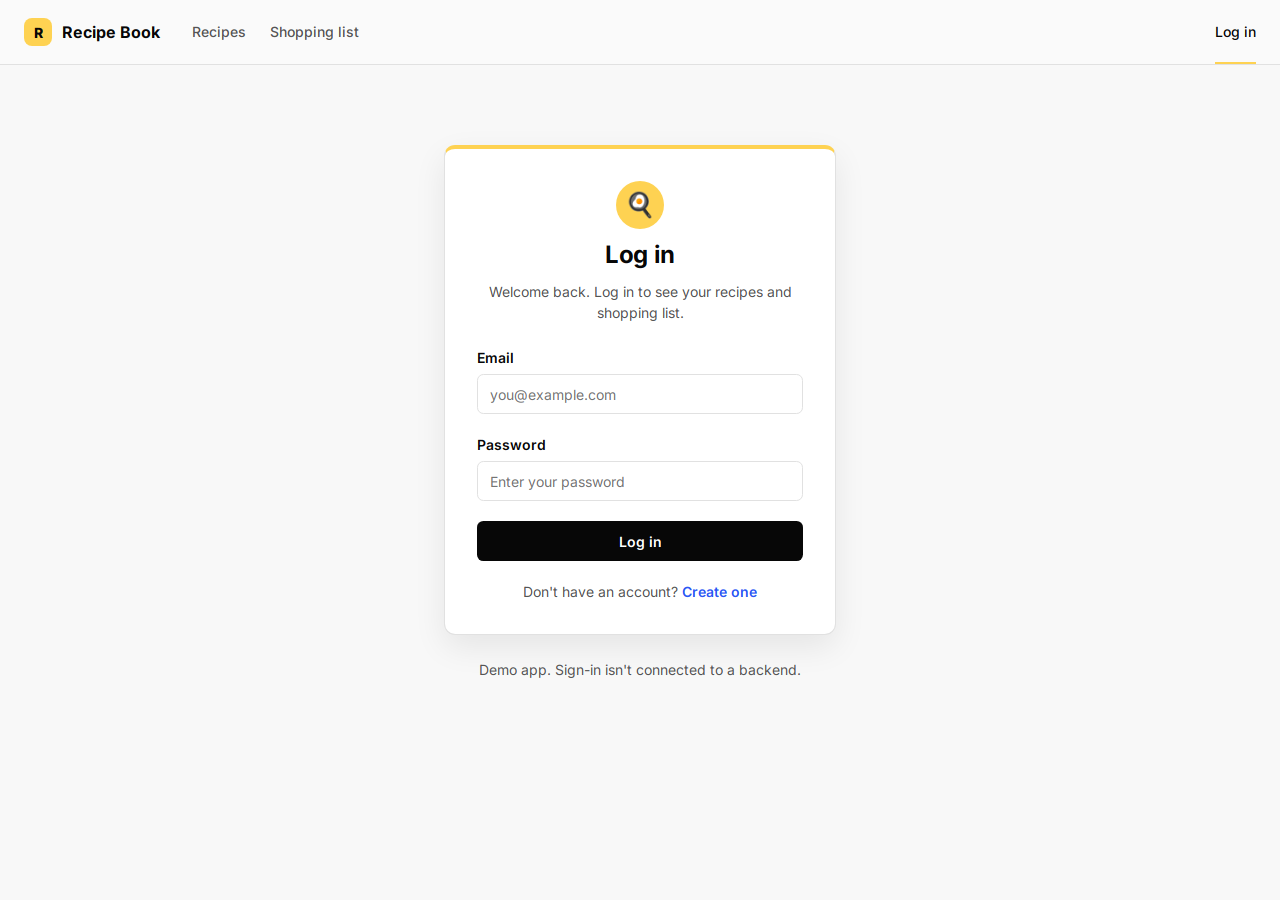 R Recipe Book Recipes Shopping list Log in
Log in
Welcome back. Log in to see your recipes and
shopping list.
Email
you@example.com
Password
Enter your password
Log in
Don't have an account? Create one
Demo app. Sign-in isn't connected to a backend.